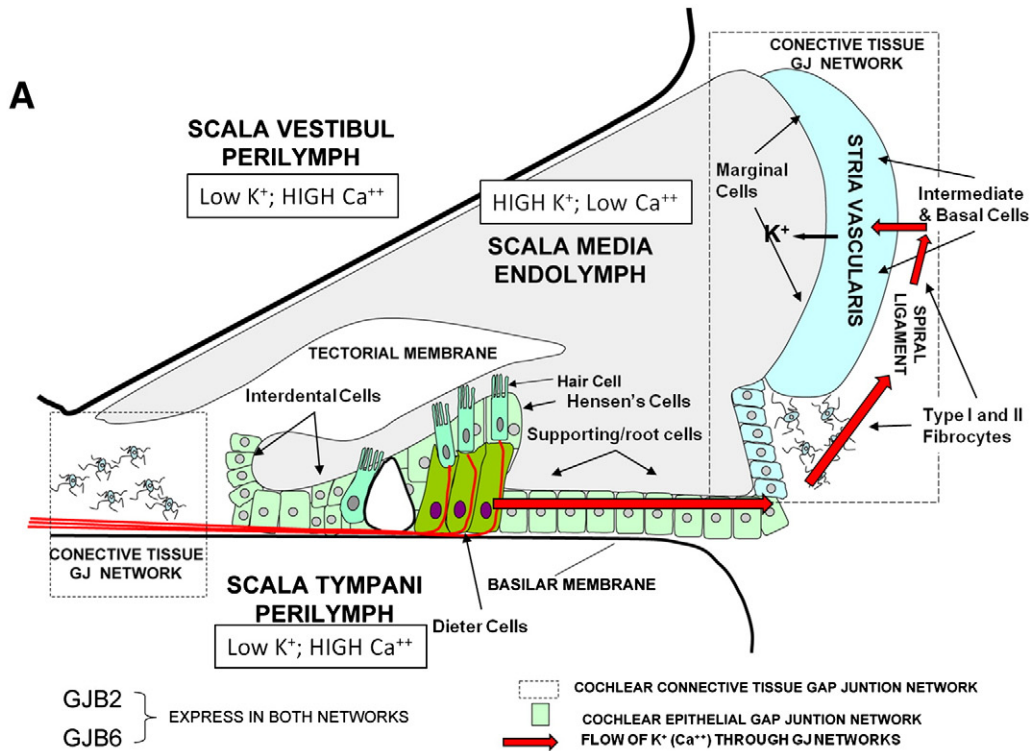 A
CONECTIVE TISSUE
GJ NETWORK
SCALA VESTIBUL
PERILYMPH
Low K⁺; HIGH Ca⁺⁺
HIGH K⁺; Low Ca⁺⁺
SCALA MEDIA
ENDOLYMPH
Marginal
Cells
K⁺
STRIA VASCULARIS
Intermediate
& Basal Cells
SPIRAL
LIGAMENT
TECTORIAL MEMBRANE
Interdental Cells
Hair Cell
Hensen's Cells
Supporting/root cells
Type I and II
Fibrocytes
CONECTIVE TISSUE
GJ NETWORK
SCALA TYMPANI
PERILYMPH
Low K⁺; HIGH Ca⁺⁺
BASILAR MEMBRANE
Dieter Cells
GJB2
GJB6
EXPRESS IN BOTH NETWORKS
COCHLEAR CONNECTIVE TISSUE GAP JUNTION NETWORK
COCHLEAR EPITHELIAL GAP JUNTION NETWORK
FLOW OF K⁺ (Ca⁺⁺) THROUGH GJ NETWORKS